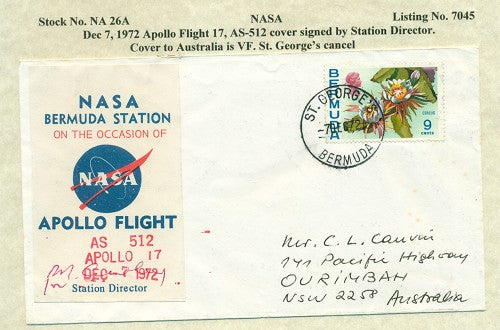 Stock No. NA 26A NASA Listing No. 7045
Dec 7, 1972 Apollo Flight 17, AS-512 cover signed by Station Director.
Cover to Australia is VF. St. George's cancel
NASA
BERMUDA STATION
ON THE OCCASION OF
NASA
APOLLO FLIGHT
AS 512
APOLLO 17
DEC 7 1972
for
Station Director
BERMUDA
CEREUS
9
CENTS
ST. GEORGE'S
BERMUDA
Mr. C. L. Cauvin
141 Pacific Highway
OURIMBAH
NSW 2258 Australia